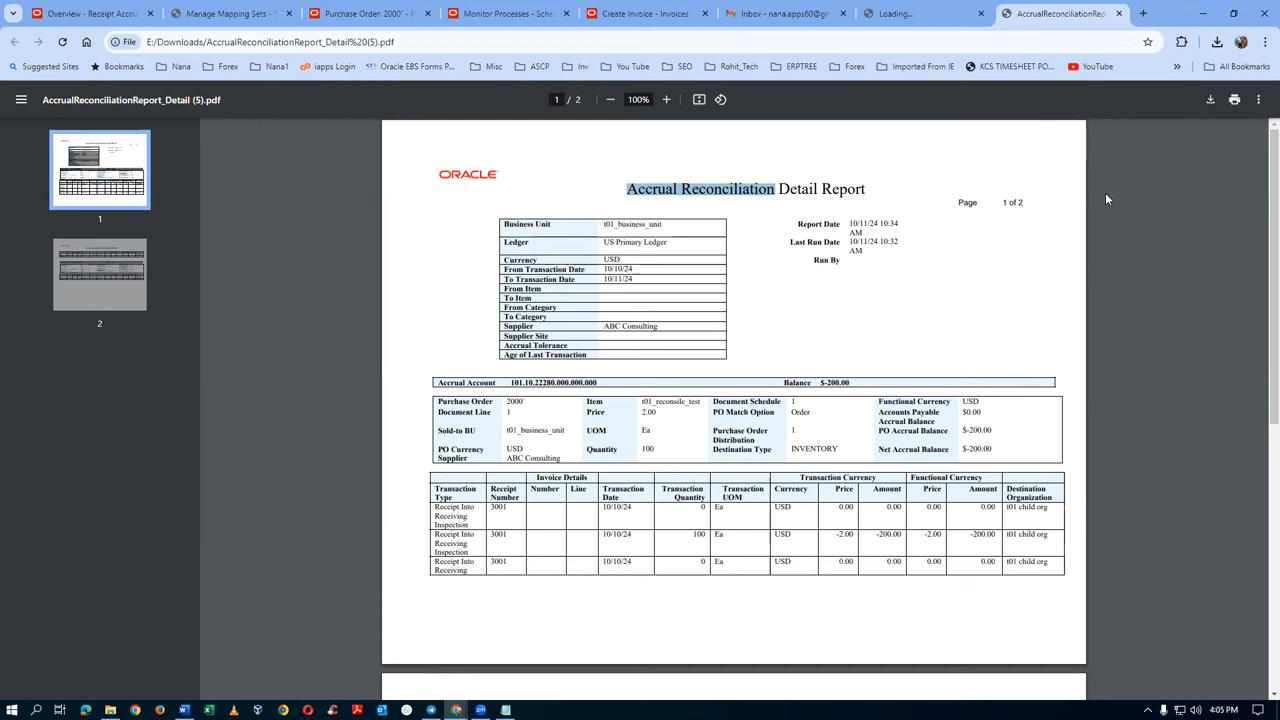 Overview of Receipt Acc
Manage Mapping Sets - S
Purchase Order: 2000` - P
Module Licenses - Sched
Process Monitor
Scheduled Processes - Sc
Inbox - nana.apps60@gr
Loading...
AccrualReconciliationRep
File
E:/Downloads/AccrualReconciliationReport_Detail%20(5).pdf
Suggested Sites
Bookmarks
Nana
Forex
Nana1
iapps Login
Oracle EBS Forms P...
Misc
ASCP
Inv
You Tube
SEO
Rohit_Tech
ERPTREE
Forex
Imported From IE
KCS TIMESHEET PO...
YouTube
All Bookmarks
AccrualReconciliationReport_Detail (5).pdf
1 / 2
100%
1
2
ORACLE
Accrual Reconciliation Detail Report
Page 1 of 2
Business Unit t01_business_unit
Ledger US Primary Ledger
Currency USD
From Transaction Date 10/10/24
To Transaction Date 10/11/24
From Item
To Item
From Category
To Category
Supplier ABC Consulting
Supplier Site
Accrual Tolerance
Age of Last Transaction
Report Date 10/11/24 10:34
AM
Last Run Date 10/11/24 10:32
AM
Run By
Accrual Account 101.10.22280.000.000.000 Balance $-200.00
Purchase Order 2000` Item t01_reconsile_test Document Schedule 1 Functional Currency USD
Document Line 1 Price 2.00 PO Match Option Order Accounts Payable $0.00
Accrual Balance
Sold-to BU t01_business_unit UOM Ea Purchase Order 1 PO Accrual Balance $-200.00
Distribution
PO Currency USD Quantity 100 Destination Type INVENTORY Net Accrual Balance $-200.00
Supplier ABC Consulting
Invoice Details Transaction Currency Functional Currency
Transaction Receipt Number Line Transaction Transaction Transaction Currency Price Amount Price Amount Destination
Type Number Date Quantity UOM Organization
Receipt Into 3001 10/10/24 0 Ea USD 0.00 0.00 0.00 0.00 t01 child org
Receiving
Inspection
Receipt Into 3001 10/10/24 100 Ea USD -2.00 -200.00 -2.00 -200.00 t01 child org
Receiving
Inspection
Receipt Into 3001 10/10/24 0 Ea USD 0.00 0.00 0.00 0.00 t01 child org
Receiving
4:05 PM